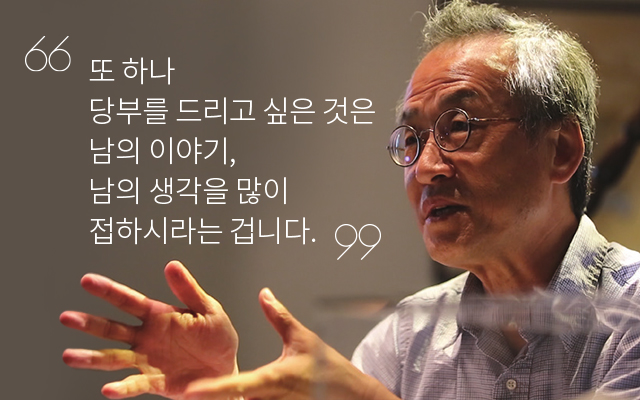 또 하나
당부를 드리고 싶은 것은
남의 이야기,
남의 생각을 많이
접하시라는 겁니다.